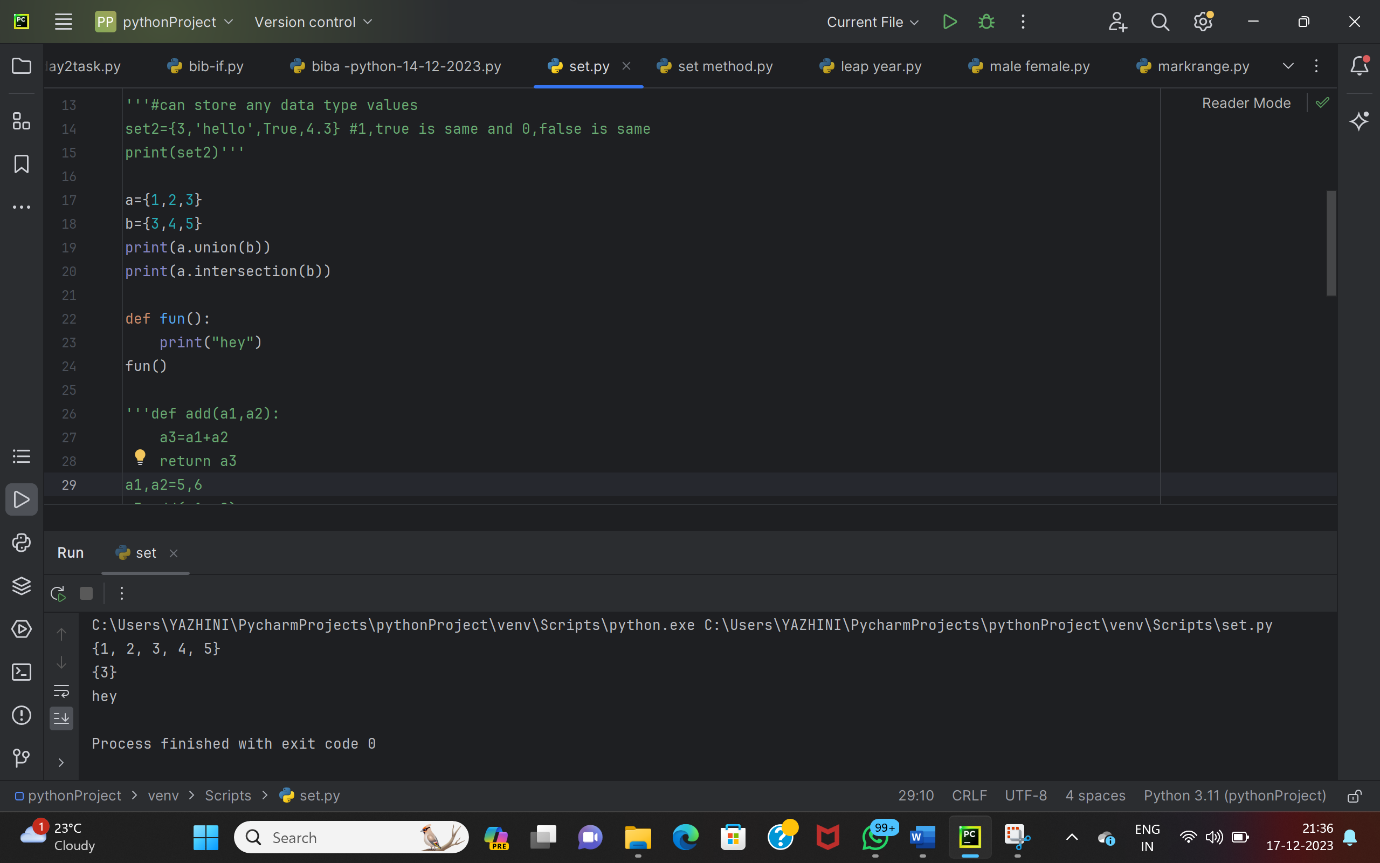 PP pythonProject Version control Current File
lay2task.py bib-if.py biba -python-14-12-2023.py set.py set method.py leap year.py male female.py markrange.py
Reader Mode
13 '''#can store any data type values
14 set2={3,'hello',True,4.3} #1,true is same and 0,false is same
15 print(set2)'''
16
17 a={1,2,3}
18 b={3,4,5}
19 print(a.union(b))
20 print(a.intersection(b))
21
22 def fun():
23     print("hey")
24 fun()
25
26 '''def add(a1,a2):
27     a3=a1+a2
28     return a3
29 a1,a2=5,6
Run set
C:\Users\YAZHINI\PycharmProjects\pythonProject\venv\Scripts\python.exe C:\Users\YAZHINI\PycharmProjects\pythonProject\venv\Scripts\set.py
{1, 2, 3, 4, 5}
{3}
hey
Process finished with exit code 0
pythonProject > venv > Scripts > set.py 29:10 CRLF UTF-8 4 spaces Python 3.11 (pythonProject)
1 23°C
Cloudy
Search
PRE
99+
W
PC
ENG
IN
21:36
17-12-2023